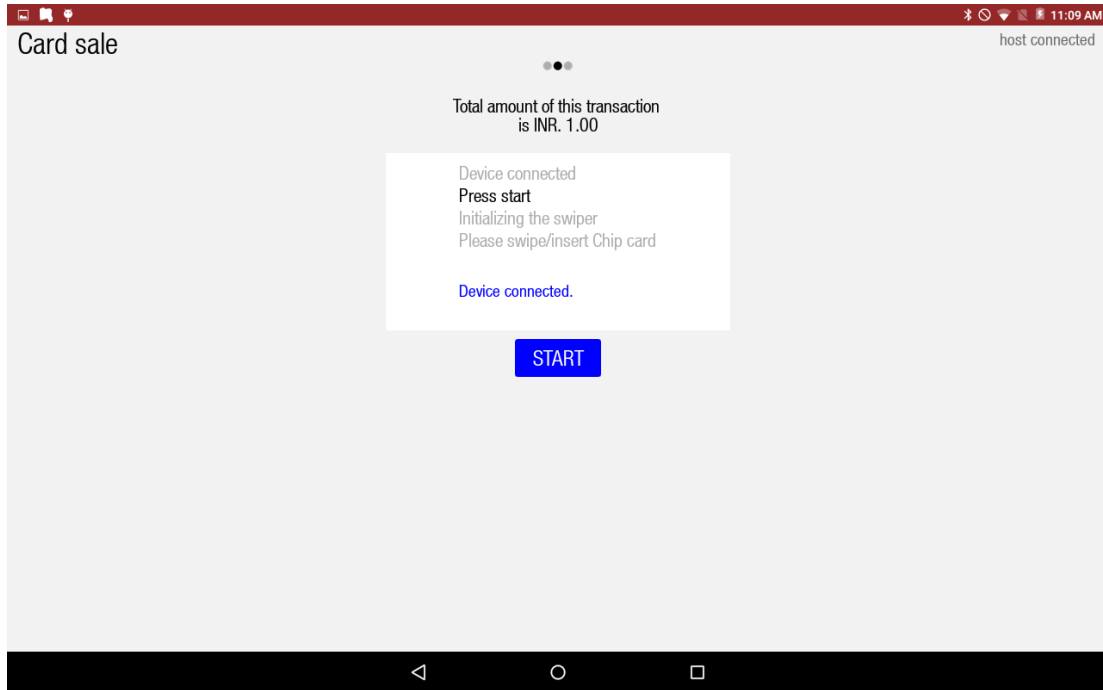 11:09 AM
Card sale
host connected
Total amount of this transaction
is INR. 1.00
Device connected
Press start
Initializing the swiper
Please swipe/insert Chip card
Device connected.
START